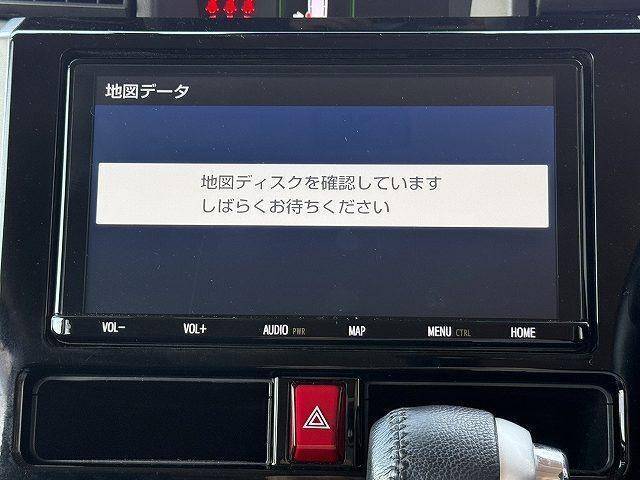 地図データ
地図ディスクを確認しています
しばらくお待ちください
VOL- VOL+ AUDIO PWR MAP MENU CTRL HOME